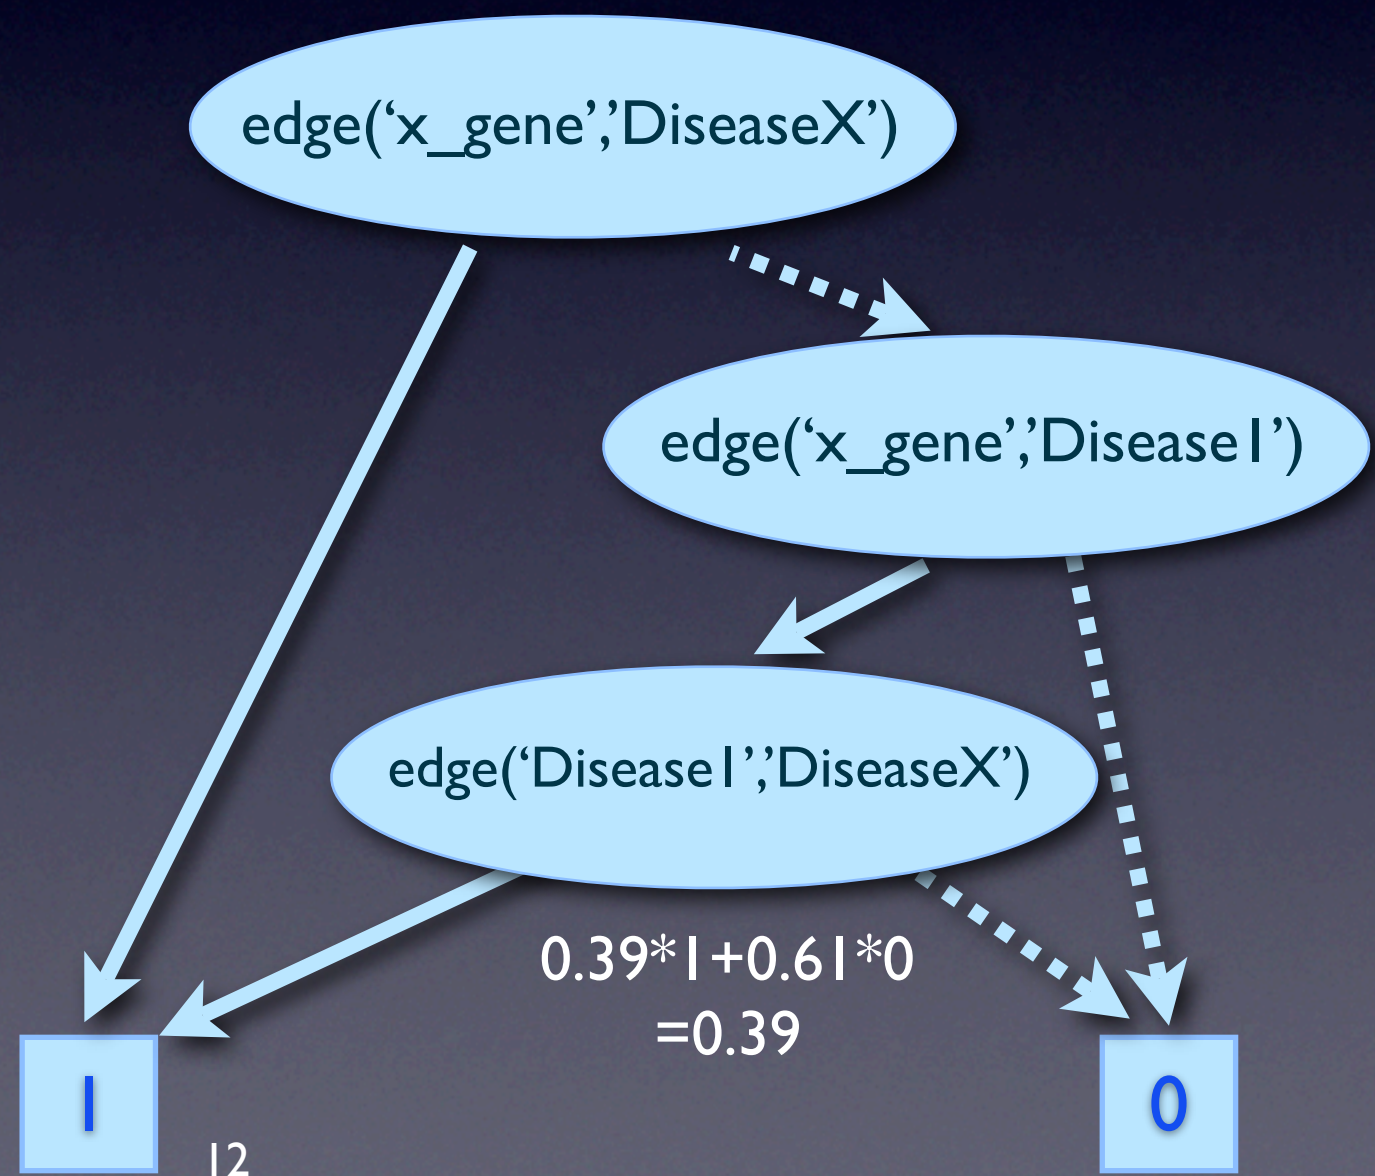 edge(‘x_gene’,’DiseaseX’)
edge(‘x_gene’,’Disease1’)
edge(‘Disease1’,’DiseaseX’)
0.39*1+0.61*0
=0.39
1
0
12